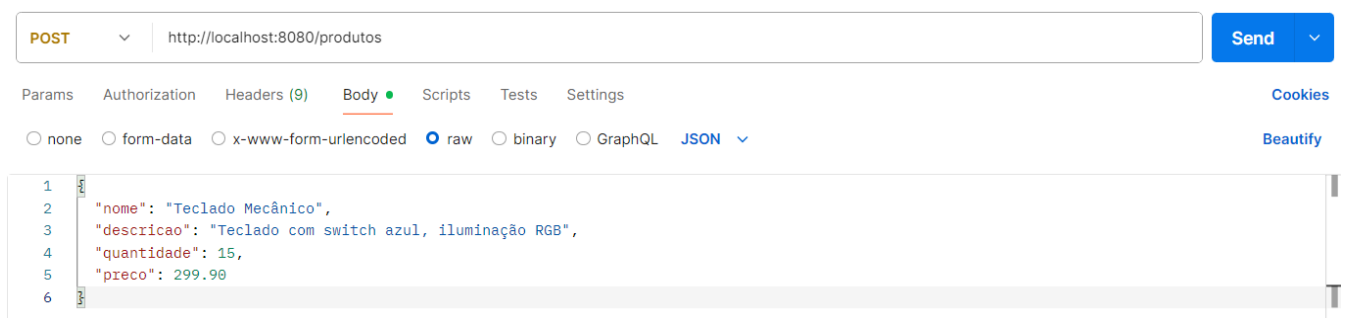 POST http://localhost:8080/produtos Send
Params Authorization Headers (9) Body Scripts Tests Settings Cookies
none form-data x-www-form-urlencoded raw binary GraphQL JSON Beautify
1 {
2 "nome": "Teclado Mecânico",
3 "descricao": "Teclado com switch azul, iluminação RGB",
4 "quantidade": 15,
5 "preco": 299.90
6 }